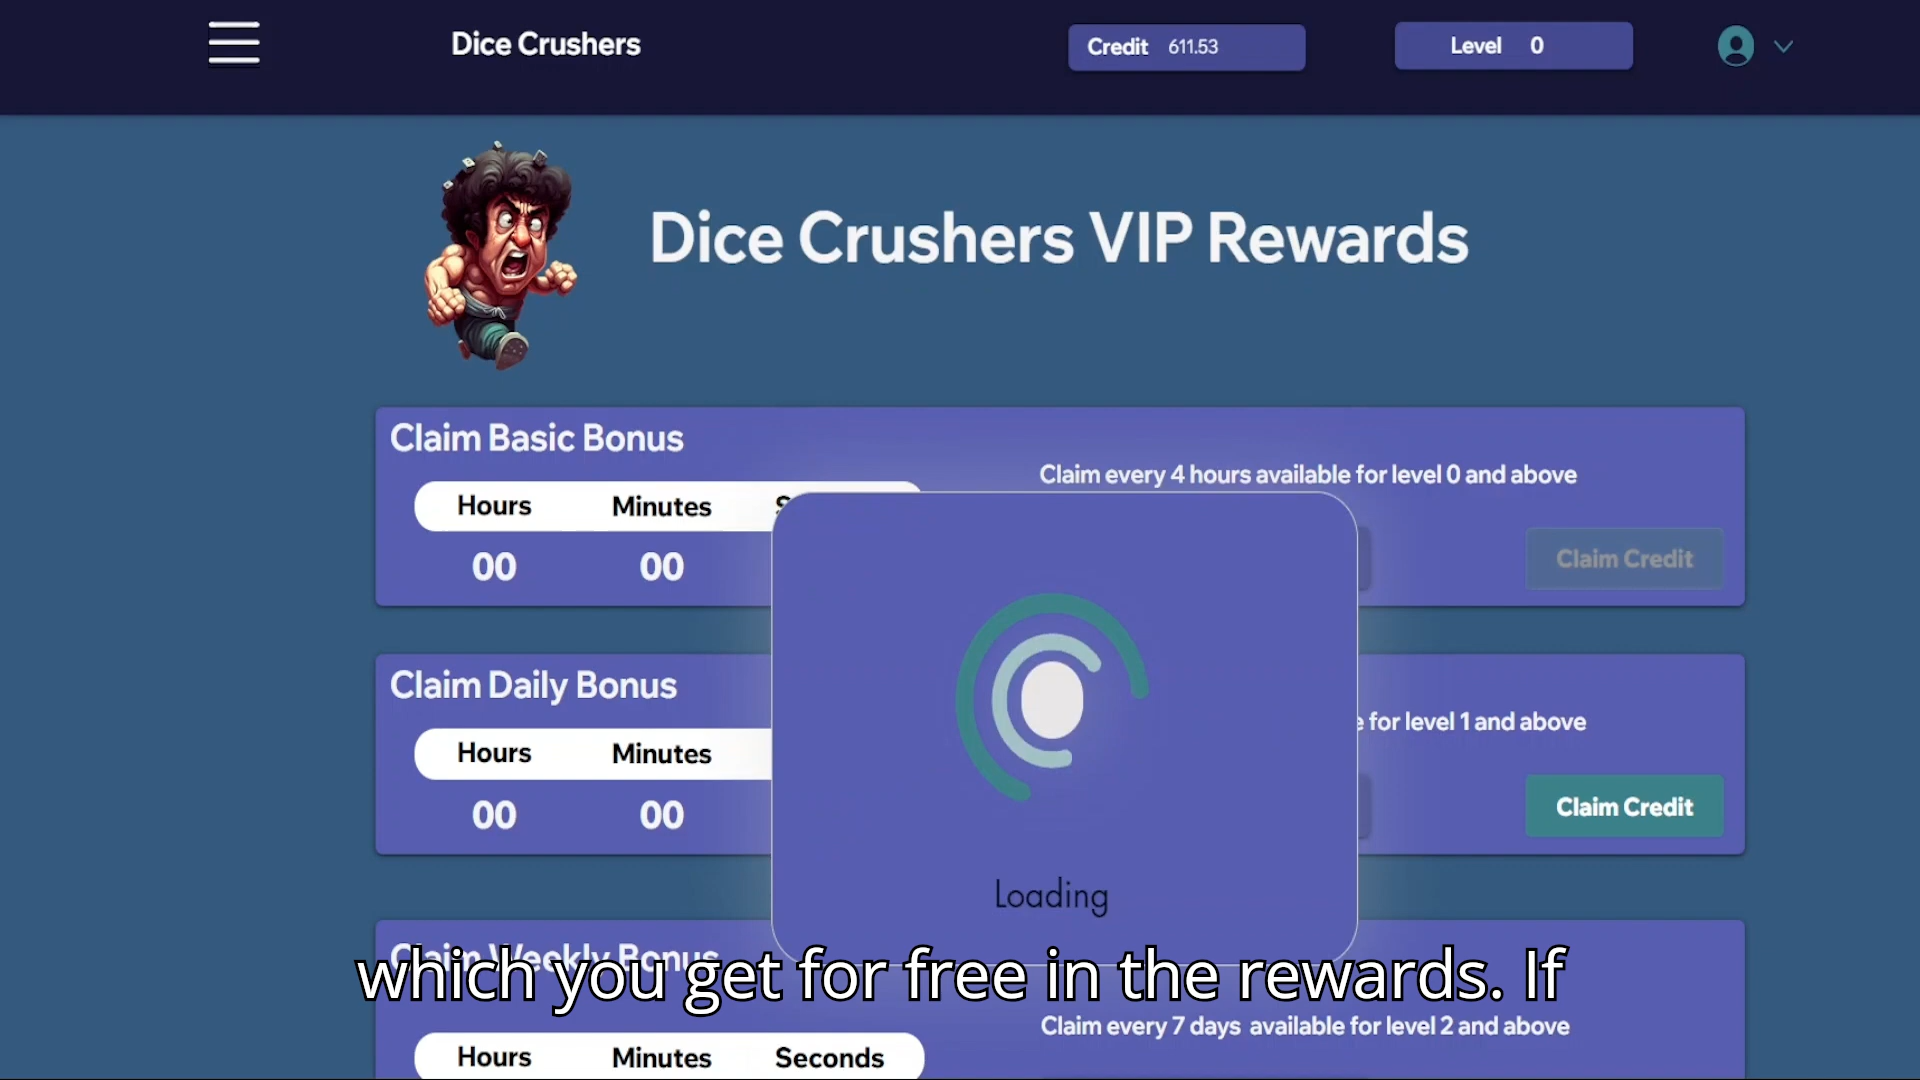 Dice Crushers
Credit 611.53
Level 0
Dice Crushers VIP Rewards
Claim Basic Bonus
Claim every 4 hours available for level 0 and above
Hours Minutes
00 00
Claim Credit
Claim Daily Bonus
for level 1 and above
Hours Minutes
00 00
Claim Credit
Loading
Claim Weekly Bonus
which you get for free in the rewards. If
Claim every 7 days available for level 2 and above
Hours Minutes Seconds